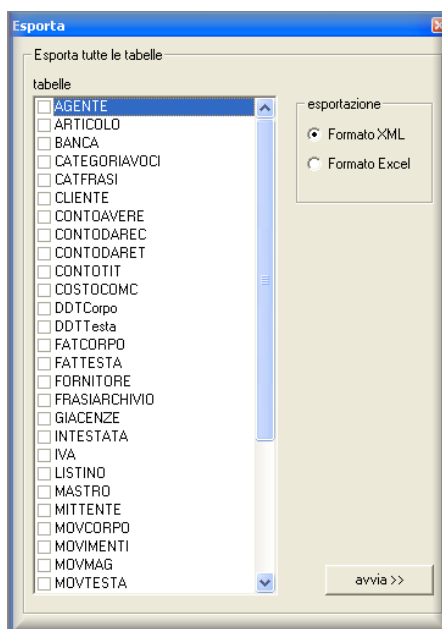 Esporta
Esporta tutte le tabelle
tabelle
AGENTE
ARTICOLO
BANCA
CATEGORIAVOCI
CATFRASI
CLIENTE
CONTOAVERE
CONTODAREC
CONTODARET
CONTOTIT
COSTOCOMC
DDTCorpo
DDTTesta
FATCORPO
FATTESTA
FORNITORE
FRASIARCHIVIO
GIACENZE
INTESTATA
IVA
LISTINO
MASTRO
MITTENTE
MOVCORPO
MOVIMENTI
MOVMAG
MOVTESTA
esportazione
Formato XML
Formato Excel
avvia >>